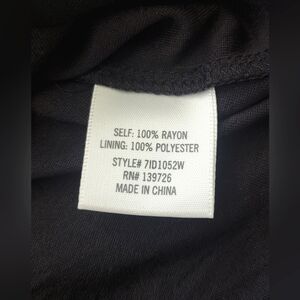 SELF: 100% RAYON
LINING: 100% POLYESTER
STYLE# 7ID1052W
RN# 139726
MADE IN CHINA